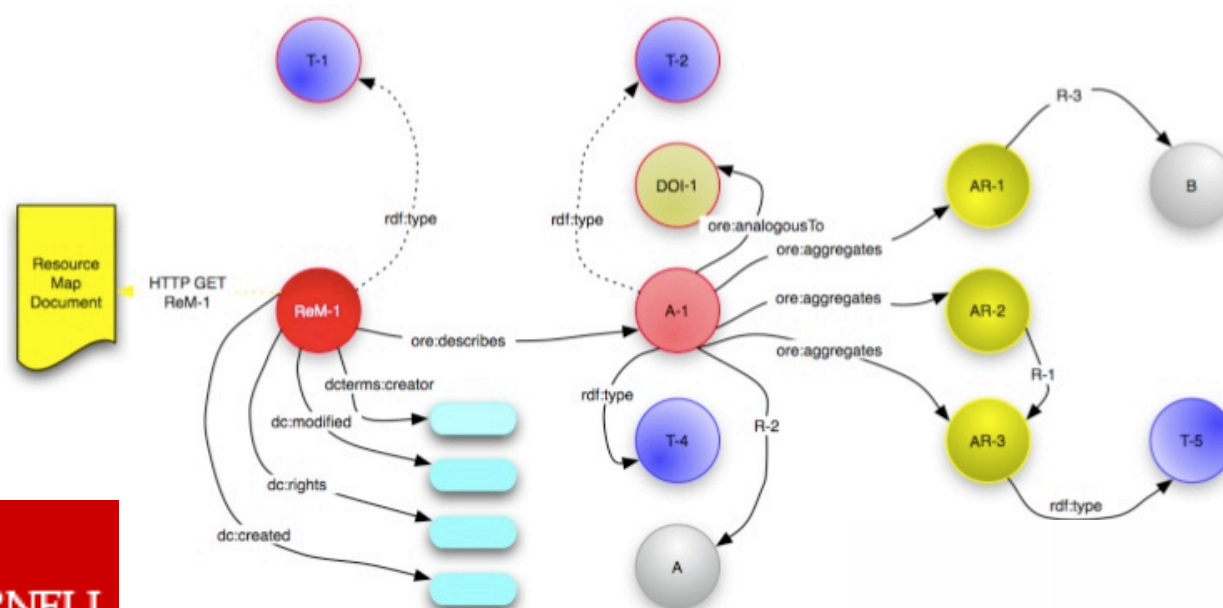 T-1
T-2
R-3
DOI-1
AR-1
B
rdf:type
rdf:type
ore:analogousTo
ore:aggregates
Resource
Map
Document
HTTP GET
ReM-1
ReM-1
A-1
ore:aggregates
AR-2
ore:describes
ore:aggregates
R-1
dcterms:creator
rdf:type
dc:modified
R-2
T-4
AR-3
T-5
dc:rights
rdf:type
dc:created
A